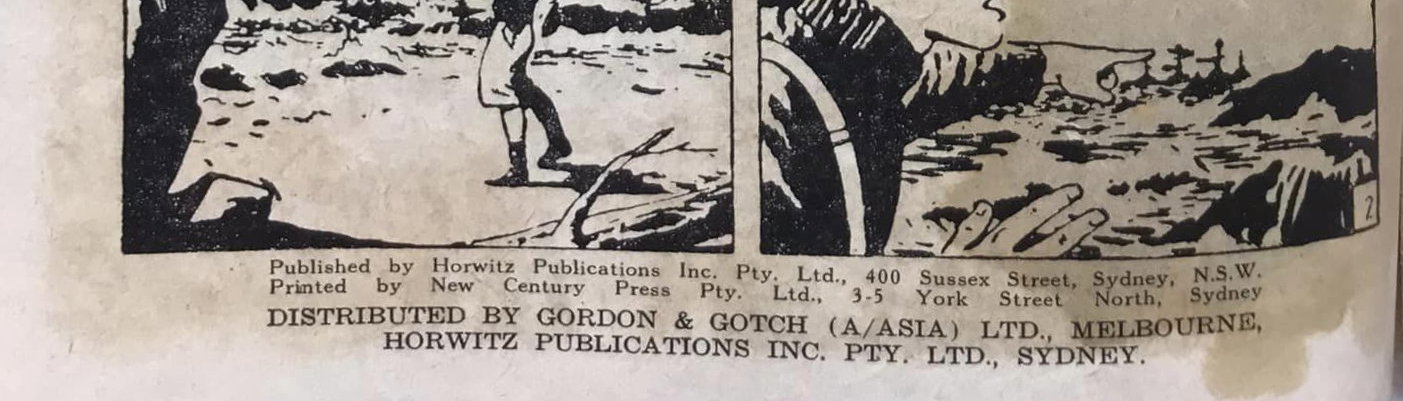 2
Published by Horwitz Publications Inc. Pty. Ltd., 400 Sussex Street, Sydney, N.S.W.
Printed by New Century Press Pty. Ltd., 3-5 York Street North, Sydney
DISTRIBUTED BY GORDON & GOTCH (A/ASIA) LTD., MELBOURNE,
HORWITZ PUBLICATIONS INC. PTY. LTD., SYDNEY.